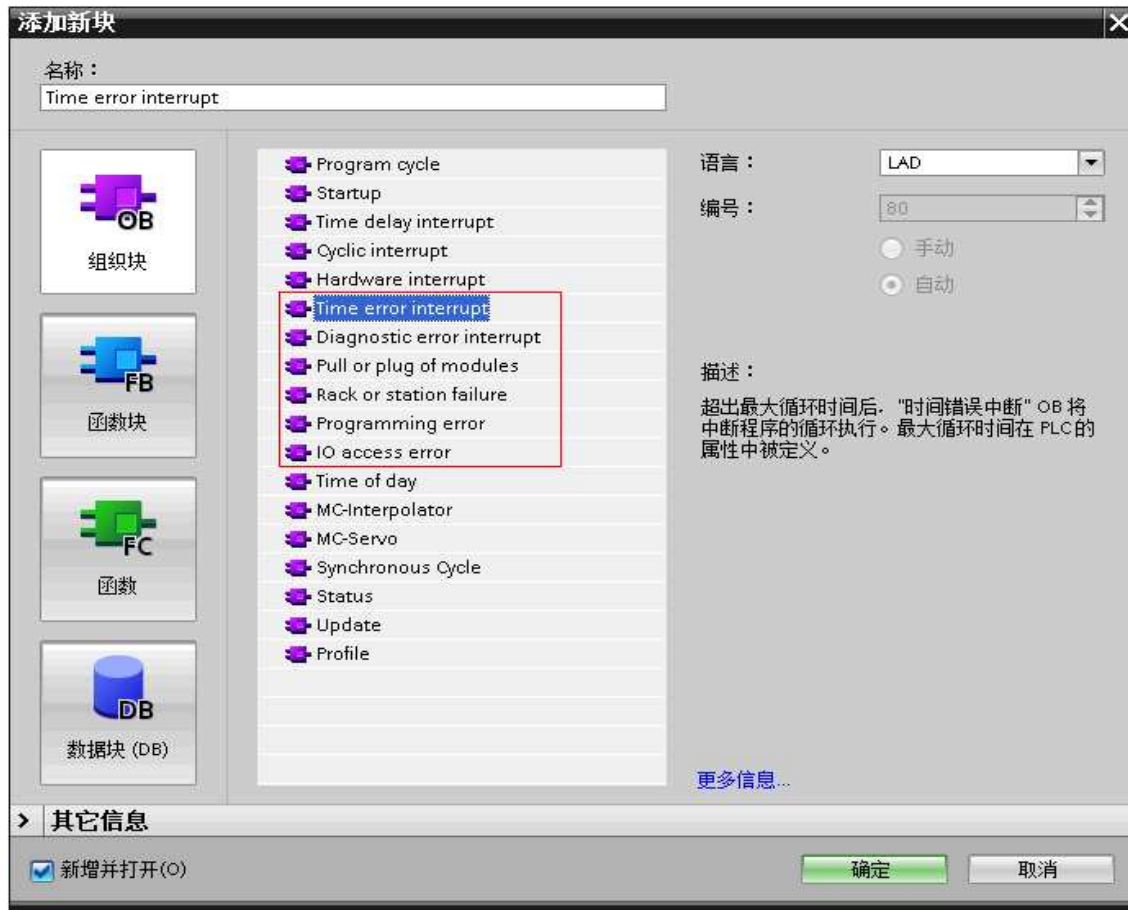 添加新块
名称：
Time error interrupt
OB
组织块
FB
函数块
FC
函数
DB
数据块 (DB)
Program cycle
Startup
Time delay interrupt
Cyclic interrupt
Hardware interrupt
Time error interrupt
Diagnostic error interrupt
Pull or plug of modules
Rack or station failure
Programming error
IO access error
Time of day
MC-Interpolator
MC-Servo
Synchronous Cycle
Status
Update
Profile
语言：
LAD
编号：
80
手动
自动
描述：
超出最大循环时间后，"时间错误中断" OB 将
中断程序的循环执行。最大循环时间在 PLC的
属性中被定义。
更多信息...
> 其它信息
新增并打开(O)
确定
取消